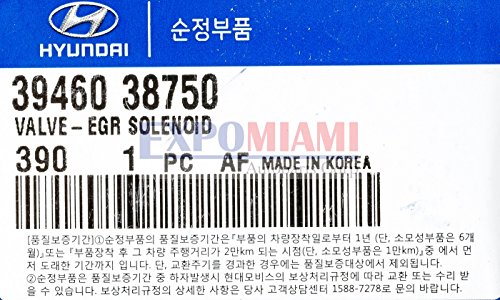 HYUNDAI 순정부품
39460 38750
VALVE-EGR SOLENOID
EXPOMIAMI
390 1 PC AF MADE IN KOREA
[품질보증기간]①순정부품의 품질보증기간은「부품의 차량장착일로부터 1년 (단, 소모성부품은 6개
월)」또는「부품장착 후 그 차량 주행거리가 2만km 되는 시점(단, 소모성부품은 1만km)」중에서 먼
저 도래한 기간까지 입니다. 단, 교환주기를 경과한 경우에는 품질보증대상에서 제외됩니다.
②순정부품은 품질보증기간 중 하자발생시 현대모비스의 보상처리규정에 따라 교환 또는 수리 받
을 수 있습니다. 보상처리규정의 상세한 사항은 당사 고객상담센터 1588-7278로 문의바랍니다.